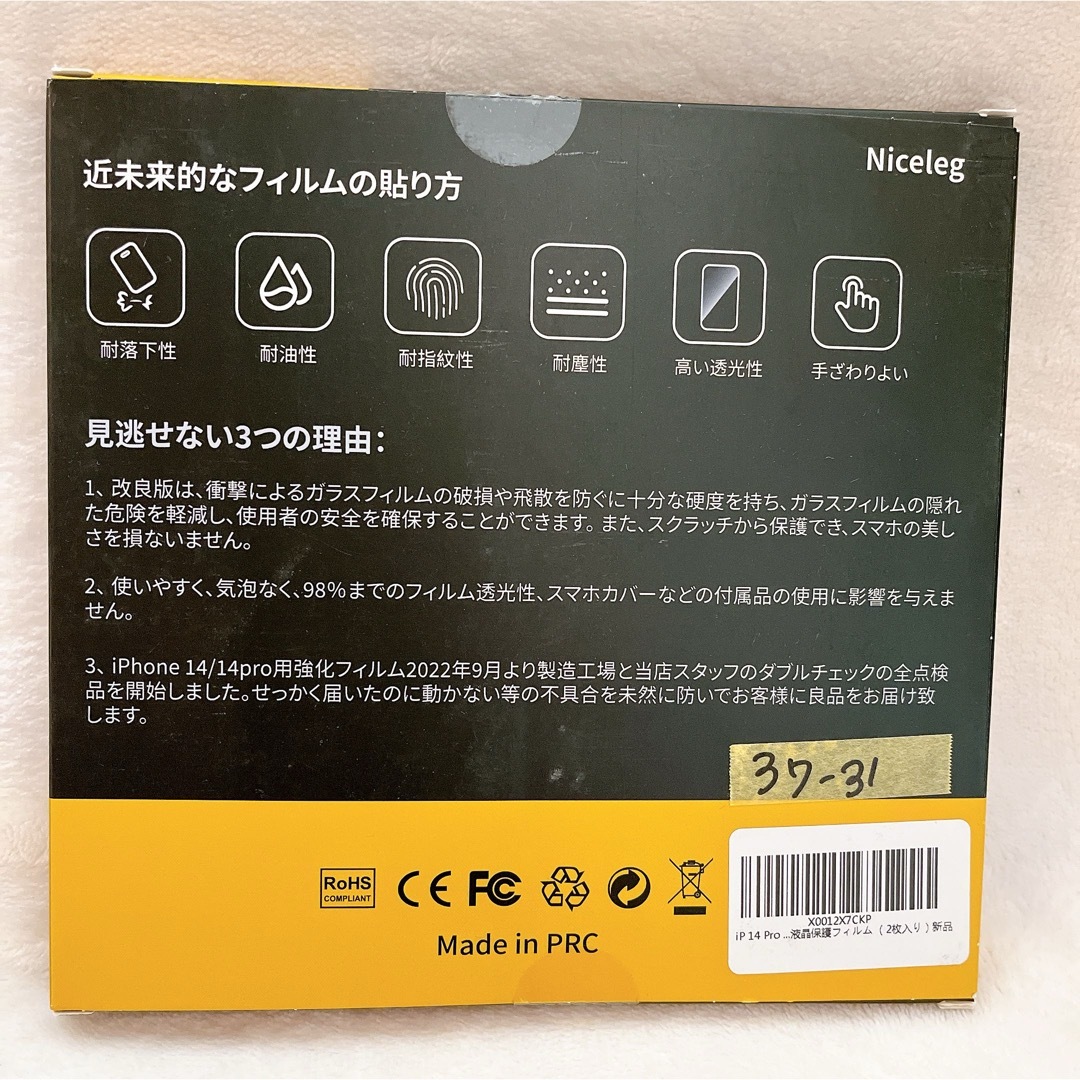 Niceleg
近未来的なフィルムの貼り方
耐落下性
耐油性
耐指紋性
耐塵性
高い透光性
手ざわりよい
見逃せない3つの理由：
1、改良版は、衝撃によるガラスフィルムの破損や飛散を防ぐに十分な硬度を持ち、ガラスフィルムの隠れ
た危険を軽減し、使用者の安全を確保することができます。また、スクラッチから保護でき、スマホの美し
さを損ないません。
2、使いやすく、気泡なく、98%までのフィルム透光性、スマホカバーなどの付属品の使用に影響を与えま
せん。
3、iPhone 14/14pro用強化フィルム2022年9月より製造工場と当店スタッフのダブルチェックの全点検
品を開始しました。せっかく届いたのに動かない等の不具合を未然に防いでお客様に良品をお届け致
します。
37-31
RoHS
COMPLIANT
CE FC
Made in PRC
X0012X7CKP
iP 14 Pro ...液晶保護フィルム（2枚入り）新品